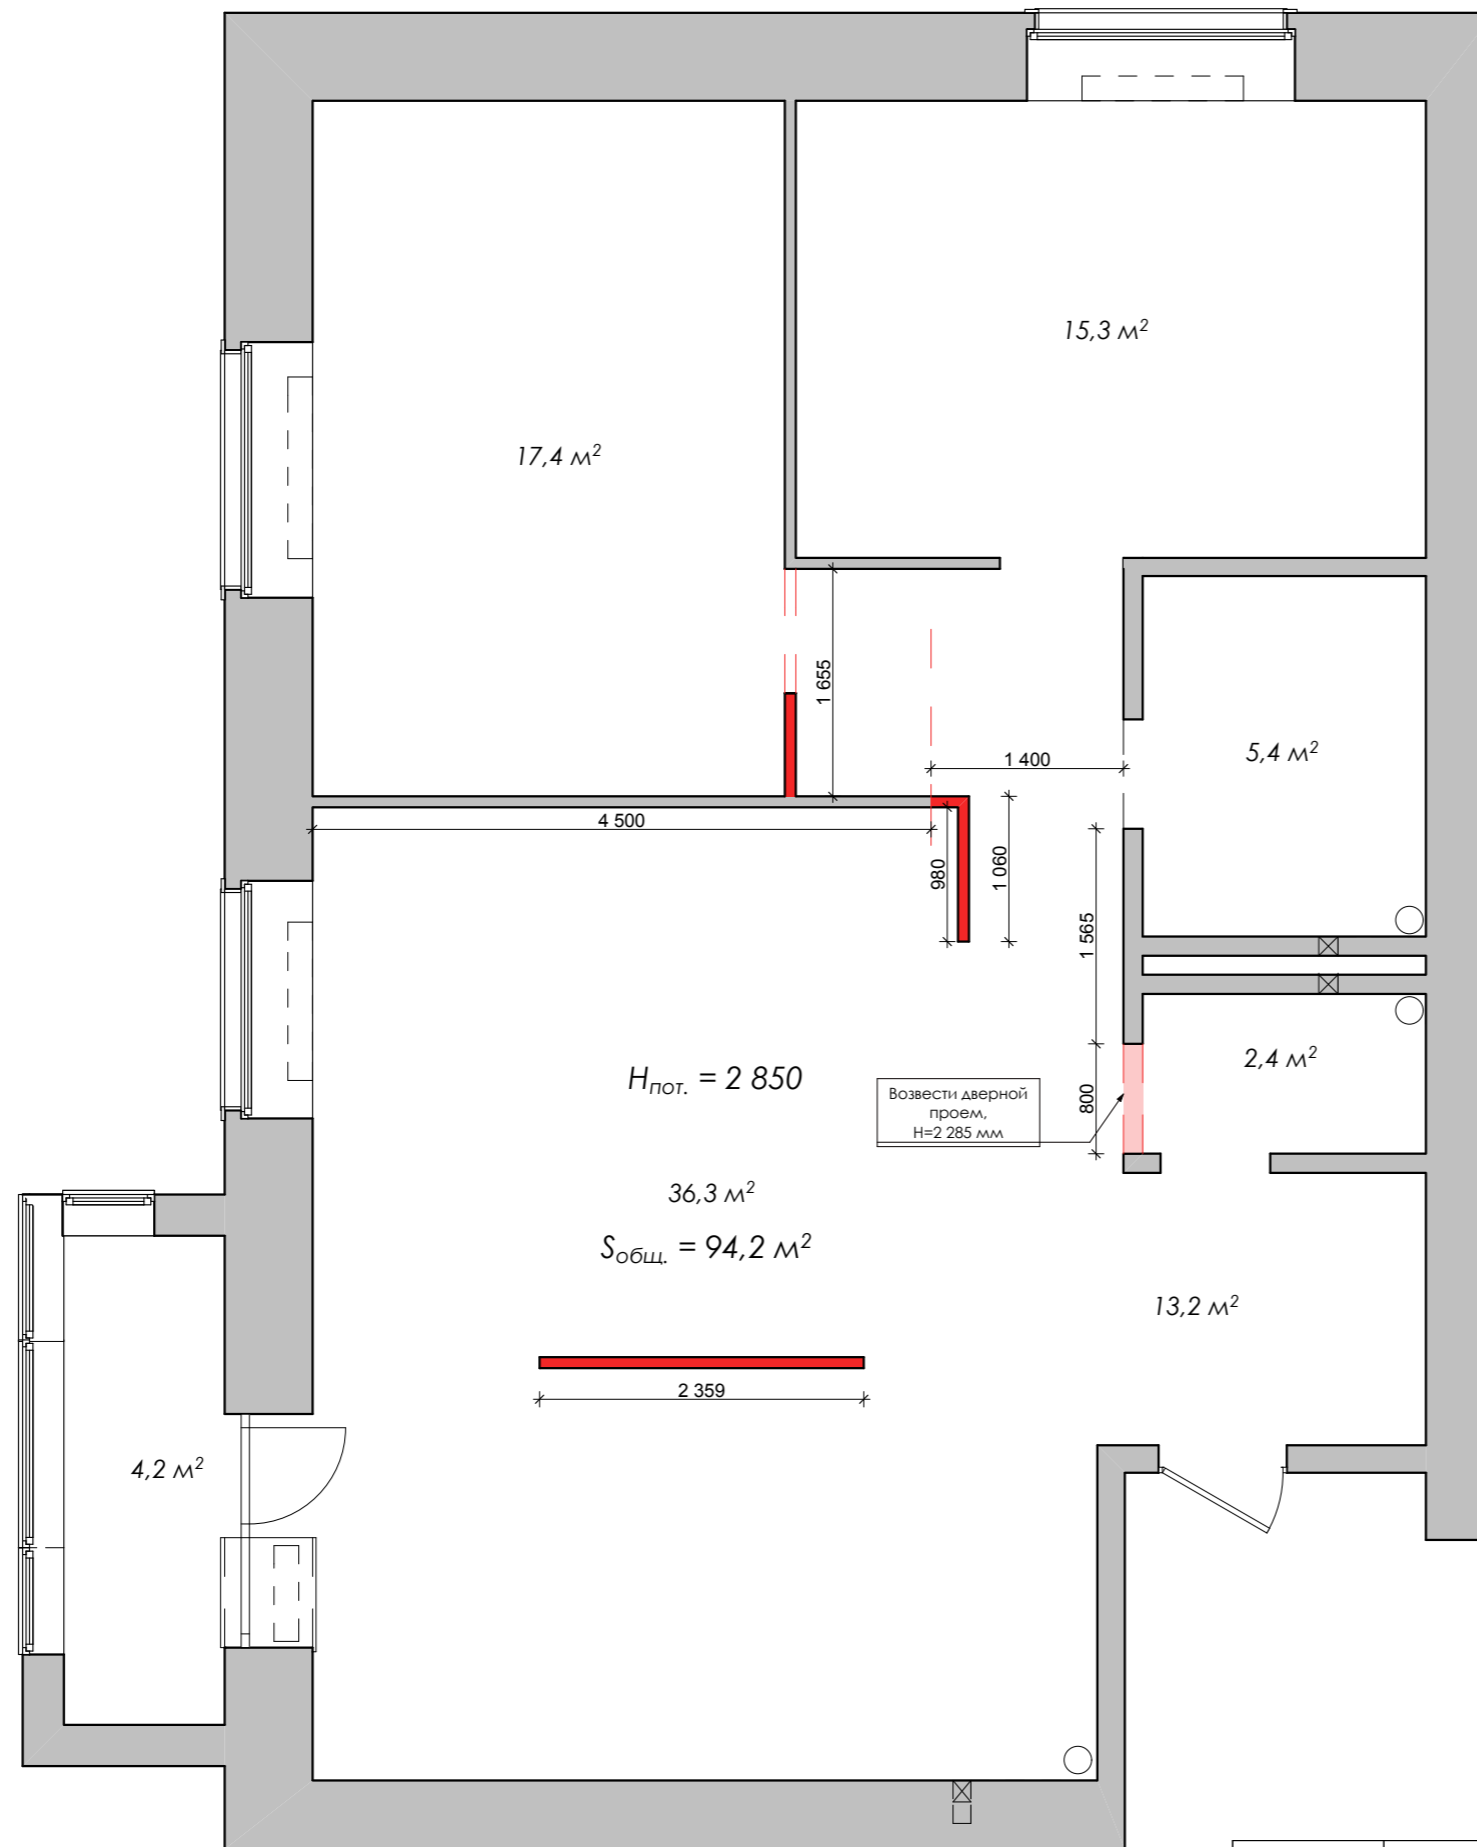 15,3 м²
17,4 м²
1 655
5,4 м²
1 400
4 500
980
1 060
1 565
Hпот. = 2 850
2,4 м²
Возвести дверной
проем,
H=2 285 мм
800
36,3 м²
Sобщ. = 94,2 м²
13,2 м²
2 359
4,2 м²